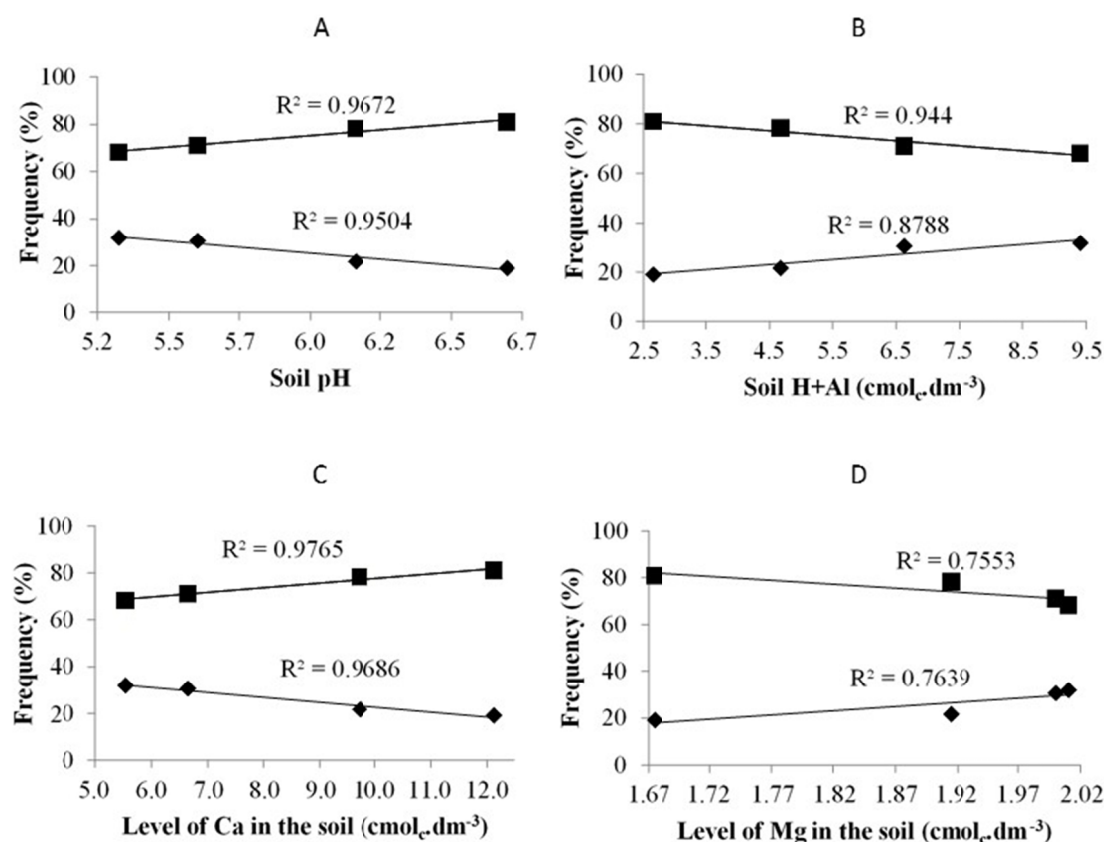 A
100
80
60
40
20
0
Frequency (%)
R² = 0.9672
R² = 0.9504
5.2 5.5 5.7 6.0 6.2 6.5 6.7
Soil pH
B
100
80
60
40
20
0
Frequency (%)
R² = 0.944
R² = 0.8788
2.5 3.5 4.5 5.5 6.5 7.5 8.5 9.5
Soil H+Al (cmol_c.dm⁻³)
C
100
80
60
40
20
0
Frequency (%)
R² = 0.9765
R² = 0.9686
5.0 6.0 7.0 8.0 9.0 10.0 11.0 12.0
Level of Ca in the soil (cmol_c.dm⁻³)
D
100
80
60
40
20
0
Frequency (%)
R² = 0.7553
R² = 0.7639
1.67 1.72 1.77 1.82 1.87 1.92 1.97 2.02
Level of Mg in the soil (cmol_c.dm⁻³)